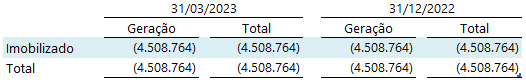 31/03/2023 31/12/2022
Geração Total Geração Total
Imobilizado (4.508.764) (4.508.764) (4.508.764) (4.508.764)
Total (4.508.764) (4.508.764) (4.508.764) (4.508.764)